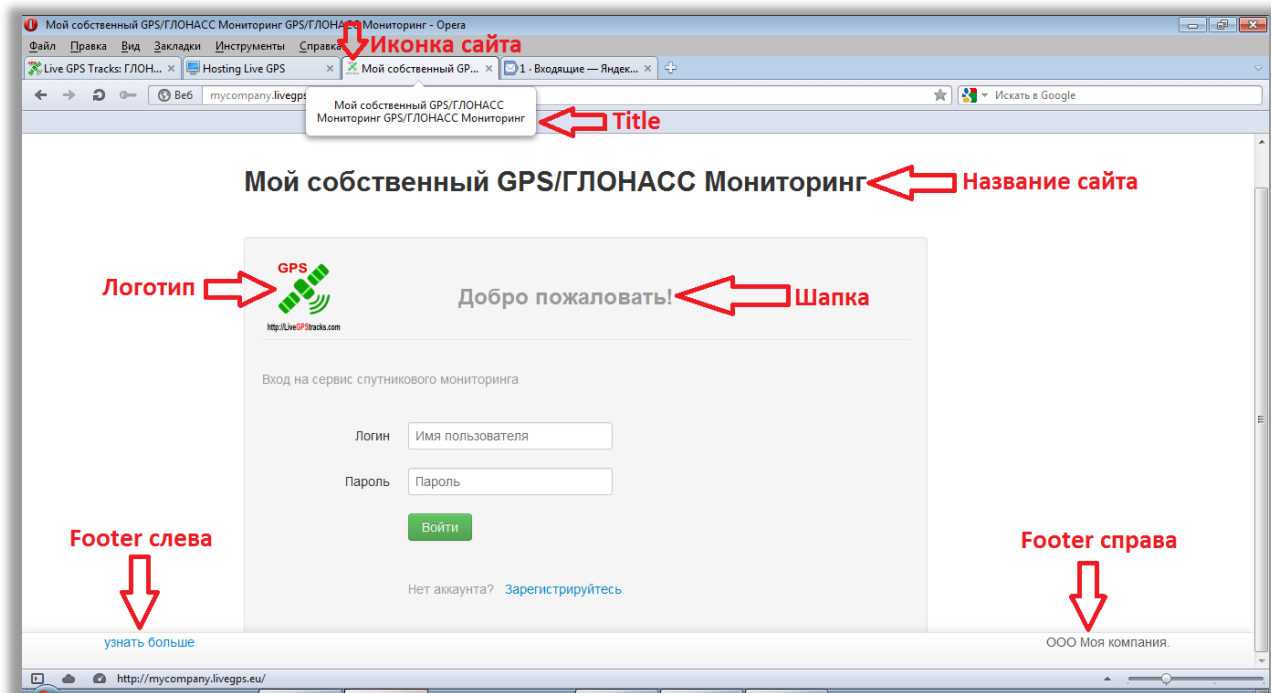 Мой собственный GPS/ГЛОНАСС Мониторинг GPS/ГЛОНАСС Мониторинг - Opera
Файл Правка Вид Закладки Инструменты Справка
Иконка сайта
Live GPS Tracks: ГЛОН... Hosting Live GPS Мой собственный GP... 1 · Входящие — Яндек...
Веб mycompany.livegps Искать в Google
Мой собственный GPS/ГЛОНАСС
Мониторинг GPS/ГЛОНАСС Мониторинг
Title
Мой собственный GPS/ГЛОНАСС Мониторинг
Название сайта
Логотип
GPS
http://LiveGPStracks.com
Добро пожаловать!
Шапка
Вход на сервис спутникового мониторинга
Логин Имя пользователя
Пароль Пароль
Войти
Footer слева
Footer справа
Нет аккаунта? Зарегистрируйтесь.
узнать больше
ООО Моя компания.
http://mycompany.livegps.eu/